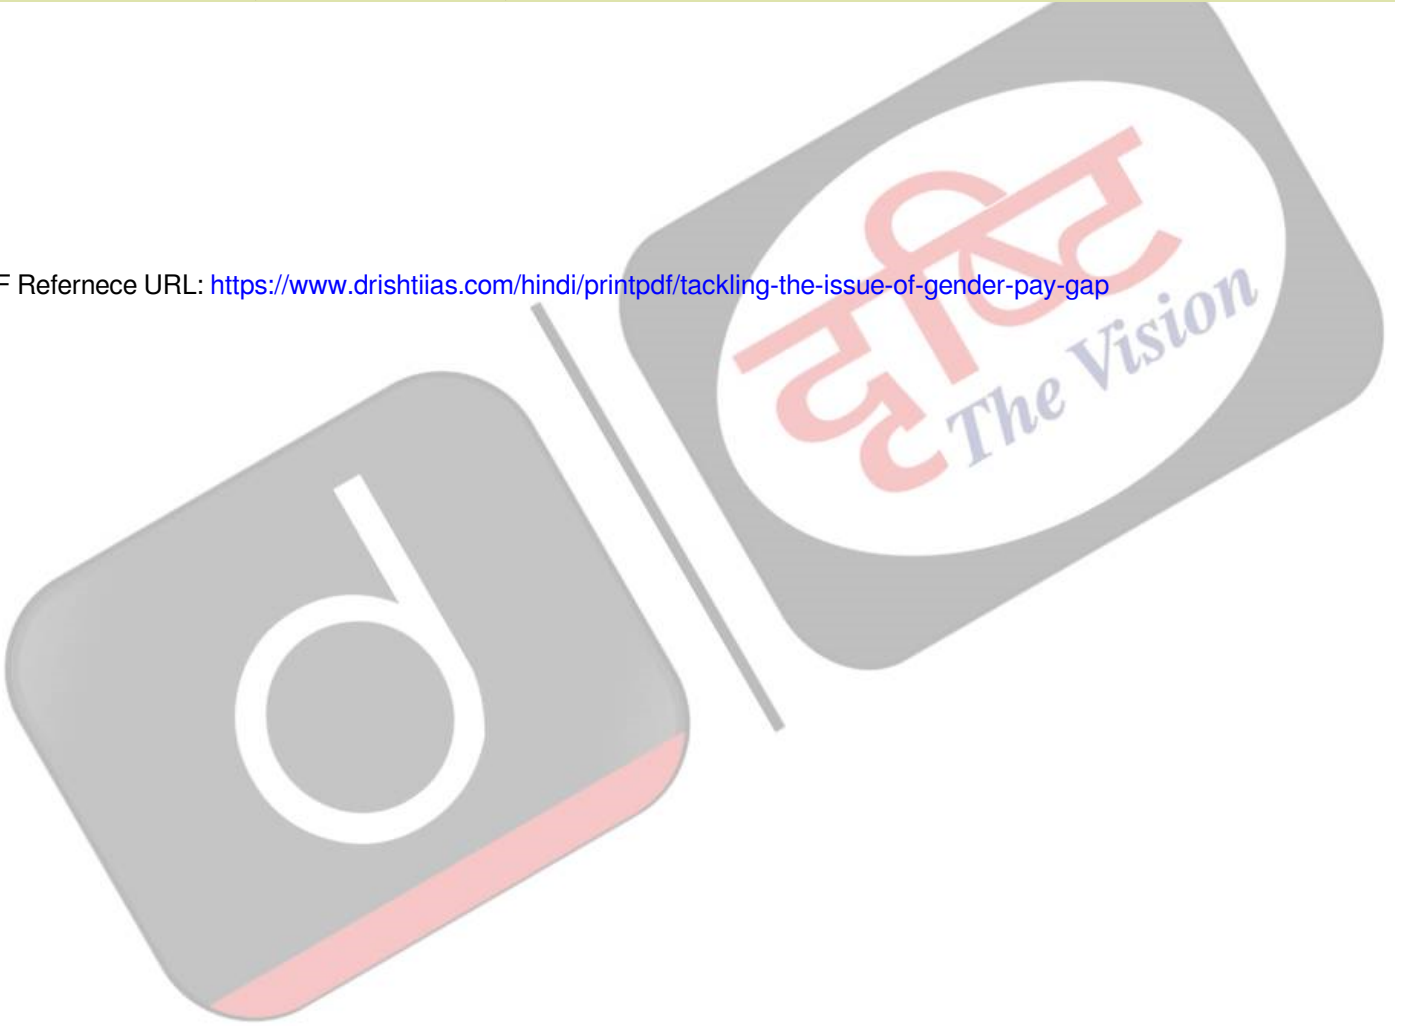 F Refernece URL: https://www.drishtiias.com/hindi/printpdf/tackling-the-issue-of-gender-pay-gap
दृष्टि
The Vision
d